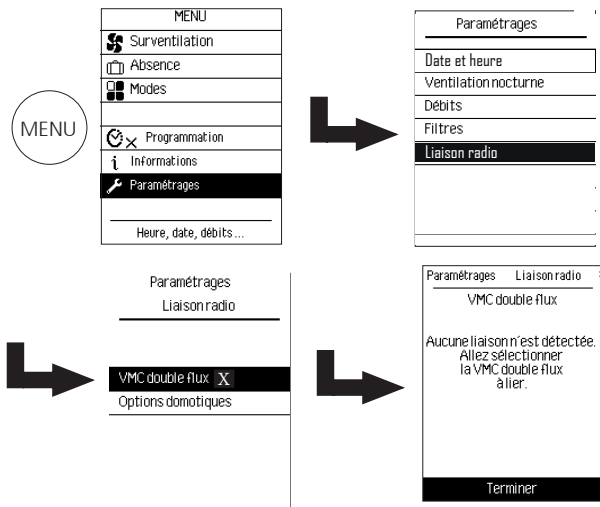 MENU
MENU
Surventilation
Absence
Modes
Programmation
Informations
Paramétrages
Heure, date, débits ...
Paramétrages
Date et heure
Ventilation nocturne
Débits
Filtres
Liaison radio
Paramétrages
Liaison radio
VMC double flux X
Options domotiques
Paramétrages Liaison radio
VMC double flux
Aucune liaison n'est détectée.
Allez sélectionner
la VMC double flux
à lier.
Terminer